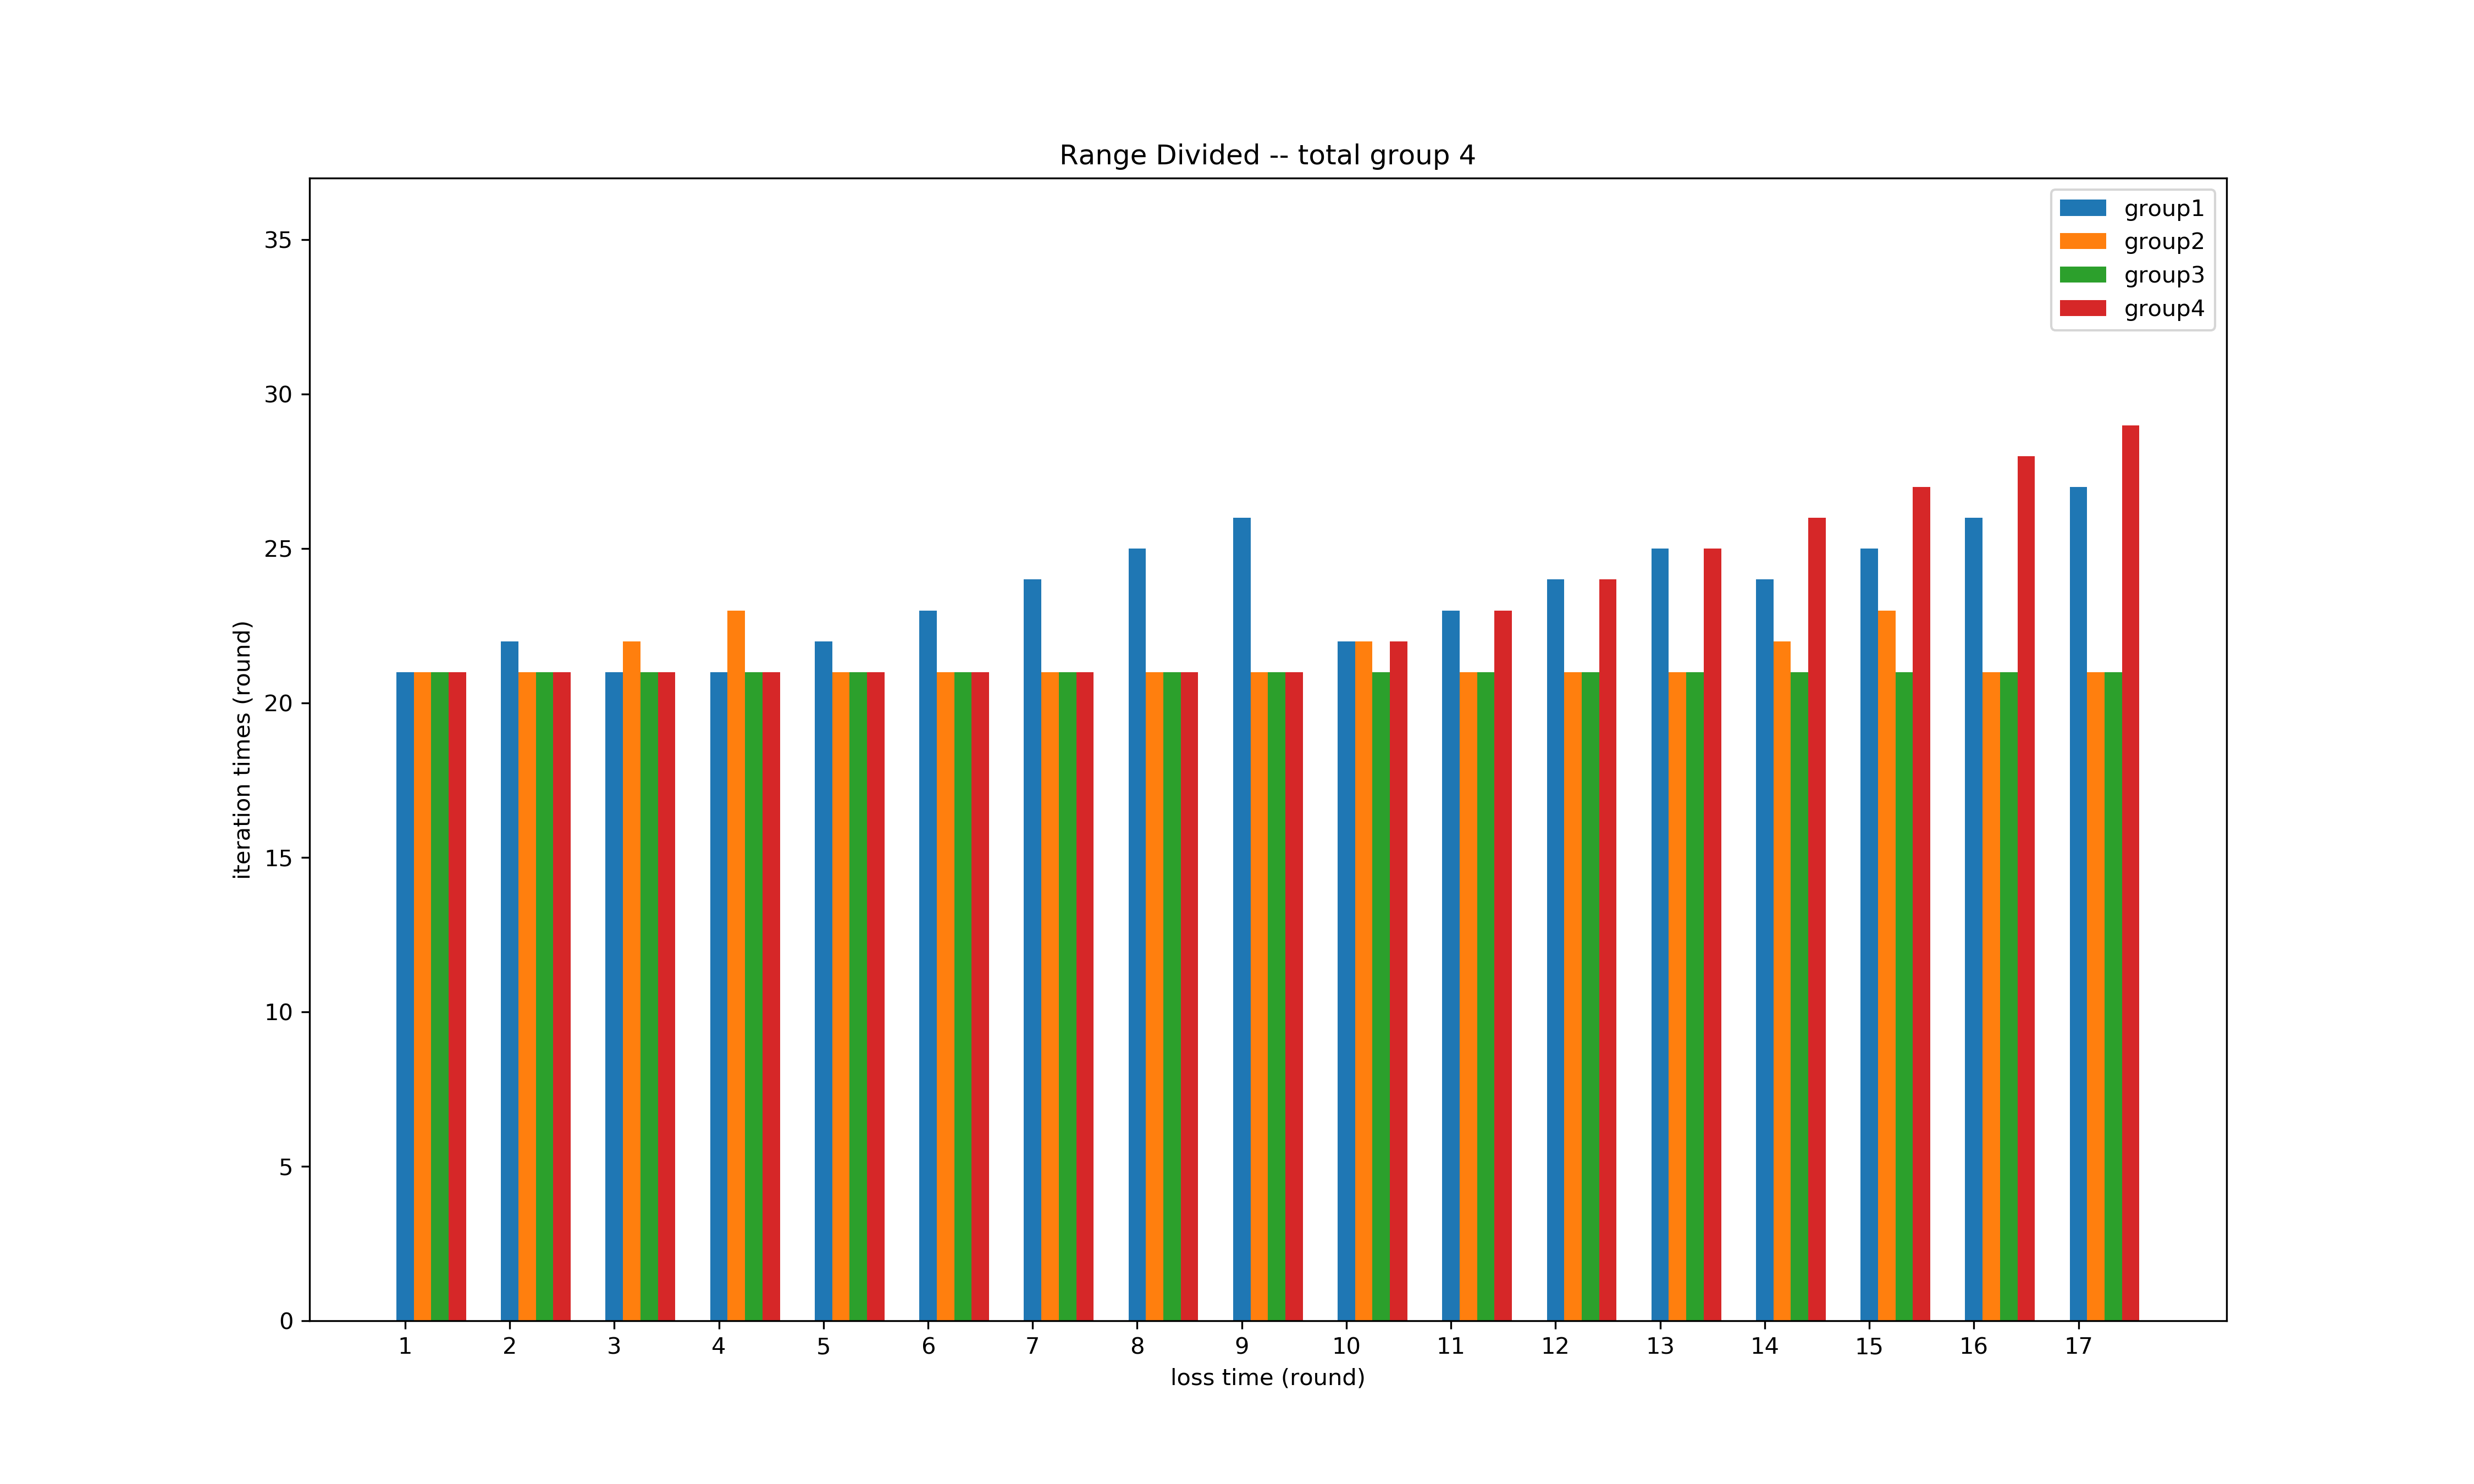 Range Divided -- total group 4
group1
group2
group3
group4
35
30
25
20
15
10
5
0
iteration times (round)
1 2 3 4 5 6 7 8 9 10 11 12 13 14 15 16 17
loss time (round)